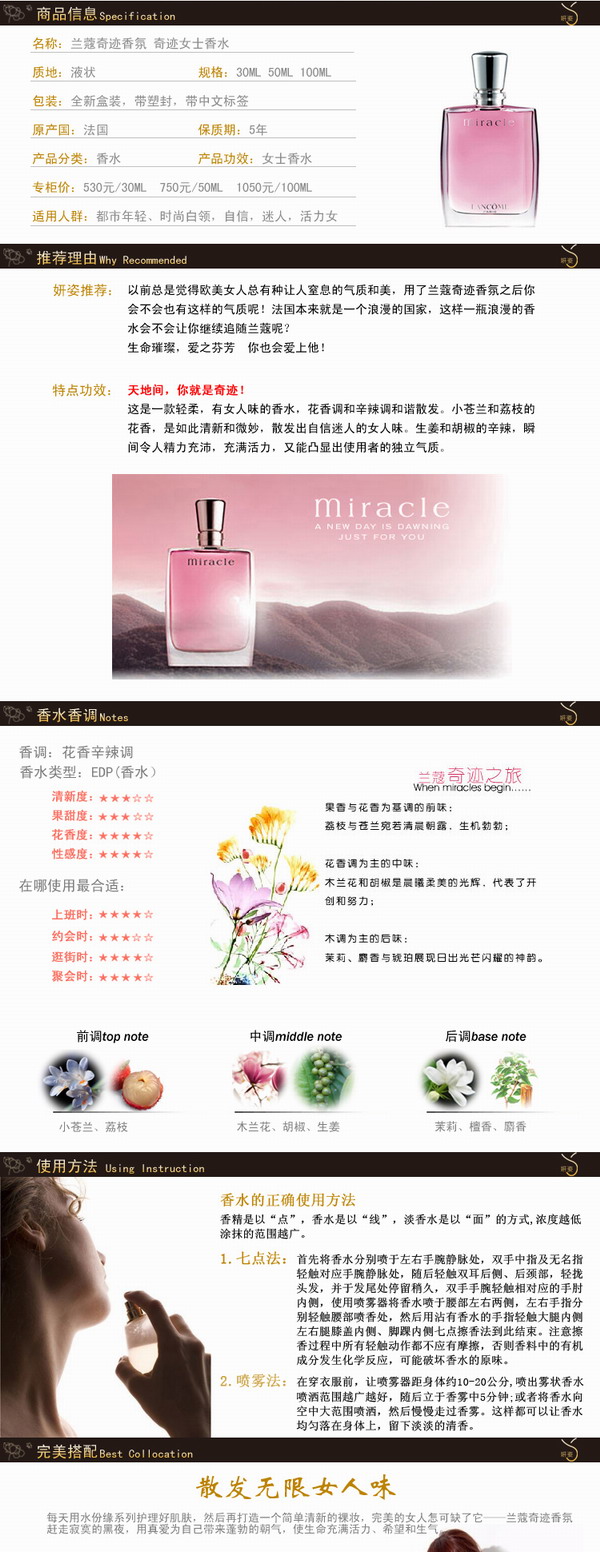 商品信息Specification
妍姿
名称：兰蔻奇迹香氛 奇迹女士香水
质地：液状 规格：30ML 50ML 100ML
包装：全新盒装，带塑封，带中文标签
原产国：法国 保质期：5年
产品分类：香水 产品功效：女士香水
专柜价：530元/30ML 750元/50ML 1050元/100ML
适用人群：都市年轻、时尚白领，自信，迷人，活力女
miracle
LANCOME
PARIS
推荐理由Why Recommended
妍姿
妍姿推荐：以前总是觉得欧美女人总有种让人窒息的气质和美，用了兰蔻奇迹香氛之后你
会不会也有这样的气质呢！法国本来就是一个浪漫的国家，这样一瓶浪漫的香
水会不会让你继续追随兰蔻呢？
生命璀璨，爱之芬芳 你也会爱上他！
特点功效：天地间，你就是奇迹！
这是一款轻柔，有女人味的香水，花香调和辛辣调和谐散发。小苍兰和荔枝的
花香，是如此清新和微妙，散发出自信迷人的女人味。生姜和胡椒的辛辣，瞬
间令人精力充沛，充满活力，又能凸显出使用者的独立气质。
miracle
A NEW DAY IS DAWNING
JUST FOR YOU
miracle
香水香调Notes
妍姿
香调：花香辛辣调
香水类型：EDP(香水）
清新度：★★★☆☆
果甜度：★★★☆☆
花香度：★★★★☆
性感度：★★★★☆
在哪使用最合适：
上班时：★★★★☆
约会时：★★★☆☆
逛街时：★★★★☆
聚会时：★★★★☆
兰蔻奇迹之旅
When miracles begin……
果香与花香为基调的前味：
荔枝与苍兰宛若清晨朝露．生机勃勃；
花香调为主的中味：
木兰花和胡椒是晨曦柔美的光辉．代表了开
创和努力；
木调为主的后味：
茉莉、麝香与琥珀展现日出光芒闪耀的神韵。
前调top note 中调middle note 后调base note
小苍兰、荔枝 木兰花、胡椒、生姜 茉莉、檀香、麝香
使用方法 Using Instruction
妍姿
香水的正确使用方法
香精是以“点”，香水是以“线”，淡香水是以“面”的方式,浓度越低
涂抹的范围越广。
1.七点法：首先将香水分别喷于左右手腕静脉处，双手中指及无名指
轻触对应手腕静脉处，随后轻触双耳后侧、后颈部，轻拢
头发，并于发尾处停留稍久，双手手腕轻触相对应的手肘
内侧，使用喷雾器将香水喷于腰部左右两侧，左右手指分
别轻触腰部喷香处，然后用沾有香水的手指轻触大腿内侧
左右腿膝盖内侧、脚踝内侧七点擦香法到此结束。注意擦
香过程中所有轻触动作都不应有摩擦，否则香料中的有机
成分发生化学反应，可能破坏香水的原味。
2.喷雾法：在穿衣服前，让喷雾器距身体约10-20公分,喷出雾状香水
喷洒范围越广越好，随后立于香雾中5分钟;或者将香水向
空中大范围喷洒，然后慢慢走过香雾。这样都可以让香水
均匀落在身体上，留下淡淡的清香。
完美搭配Best Collocation
妍姿
散发无限女人味
每天用水份缘系列护理好肌肤，然后再打造一个简单清新的裸妆，完美的女人怎可缺了它——兰蔻奇迹香氛
赶走寂寞的黑夜，用真爱为自己带来蓬勃的朝气，使生命充满活力、希望和生气。